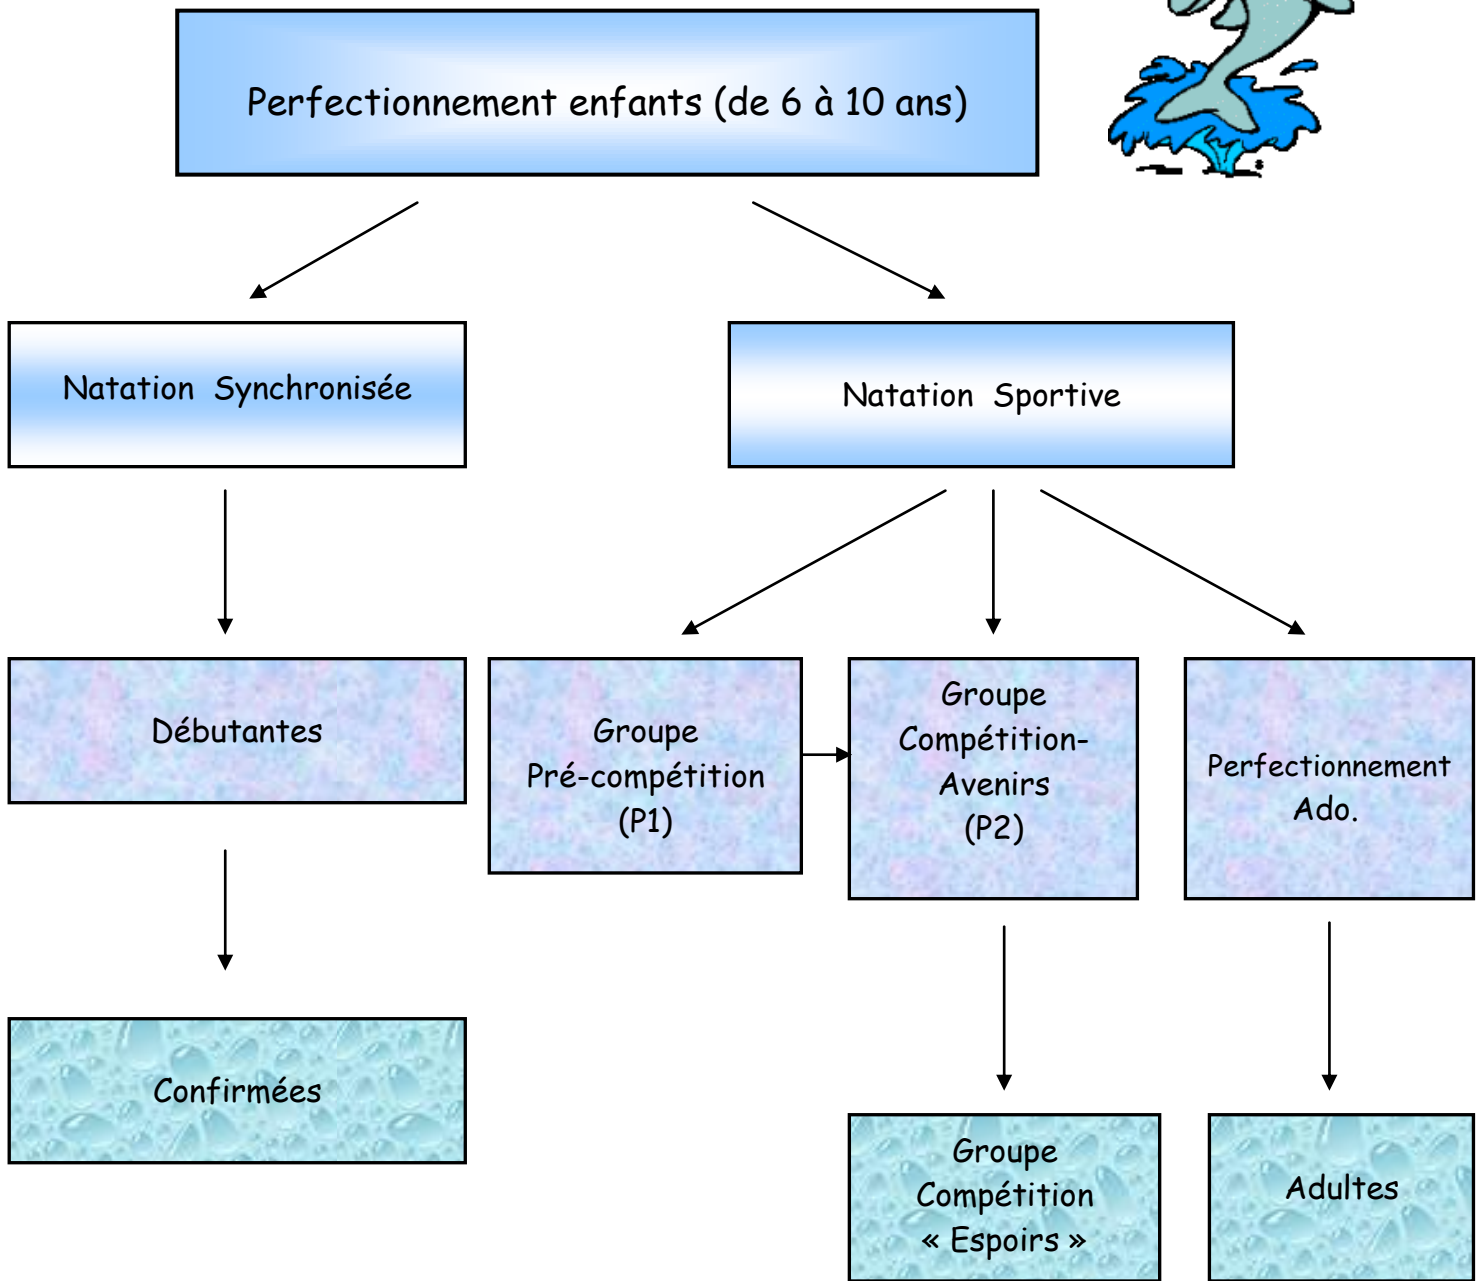 Perfectionnement enfants (de 6 à 10 ans)
Natation Synchronisée
Natation Sportive
Débutantes
Groupe
Pré-compétition
(P1)
Groupe
Compétition-
Avenirs
(P2)
Perfectionnement
Ado.
Confirmées
Groupe
Compétition
« Espoirs »
Adultes